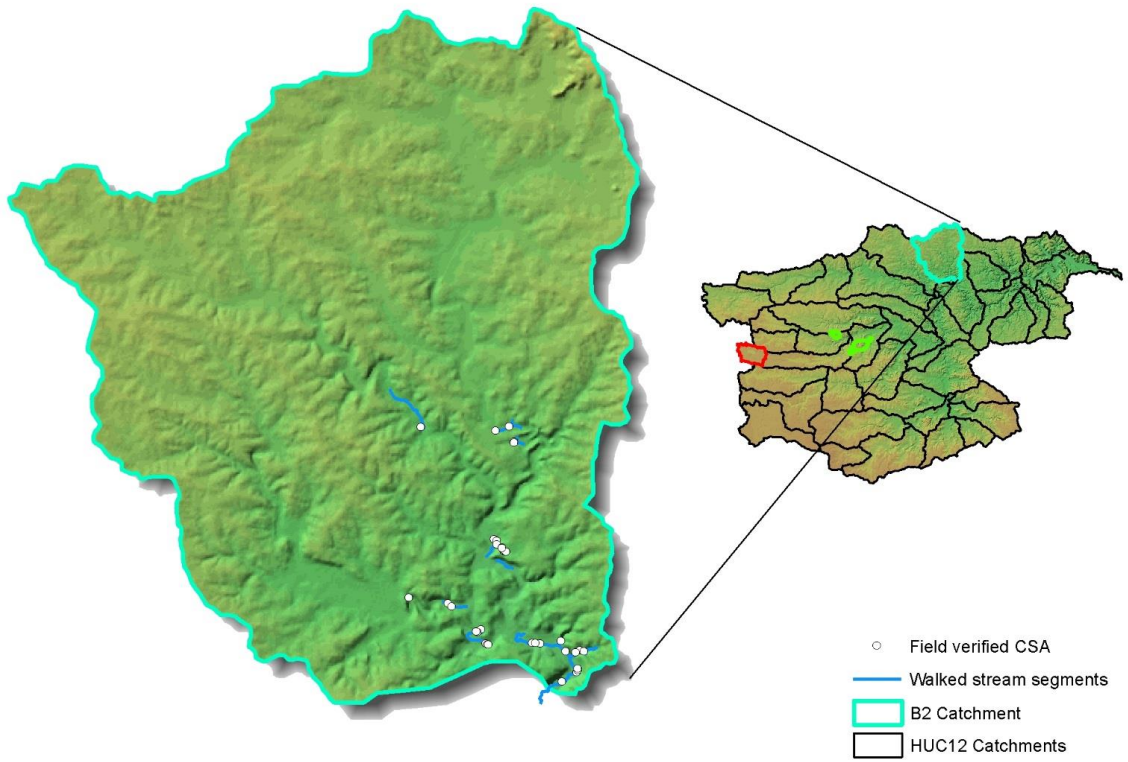 Field verified CSA
Walked stream segments
B2 Catchment
HUC12 Catchments